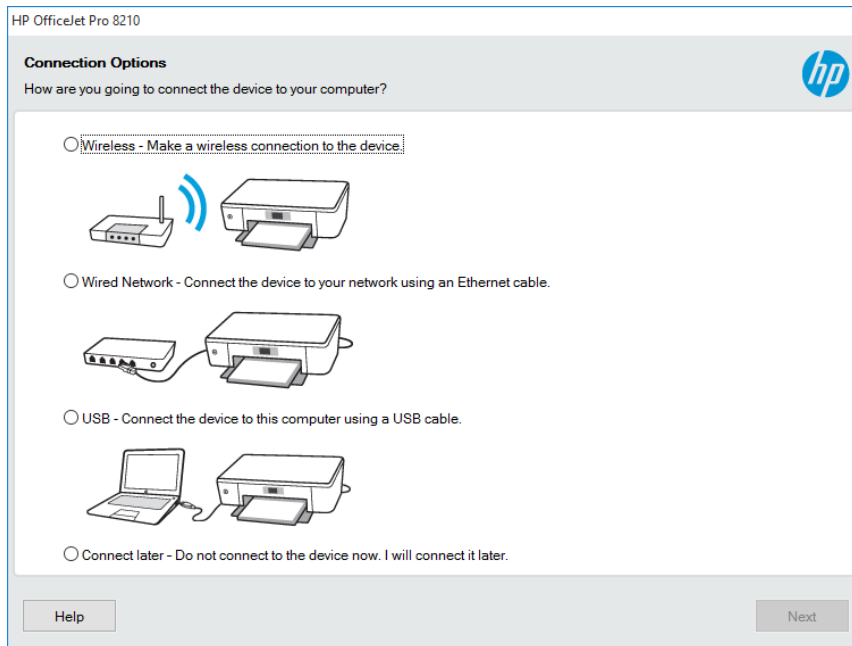 HP OfficeJet Pro 8210
Connection Options
How are you going to connect the device to your computer?
hp
Wireless - Make a wireless connection to the device.
Wired Network - Connect the device to your network using an Ethernet cable.
USB - Connect the device to this computer using a USB cable.
Connect later - Do not connect to the device now. I will connect it later.
Help
Next